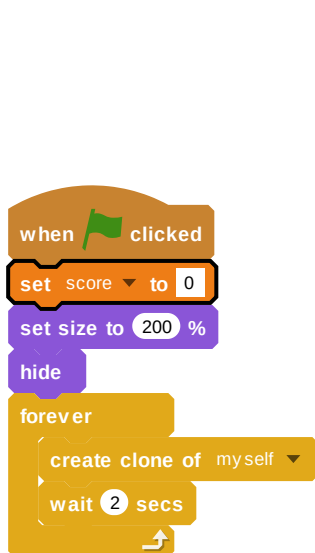 when clicked
set score to 0
set size to 200 %
hide
forever
create clone of myself
wait 2 secs